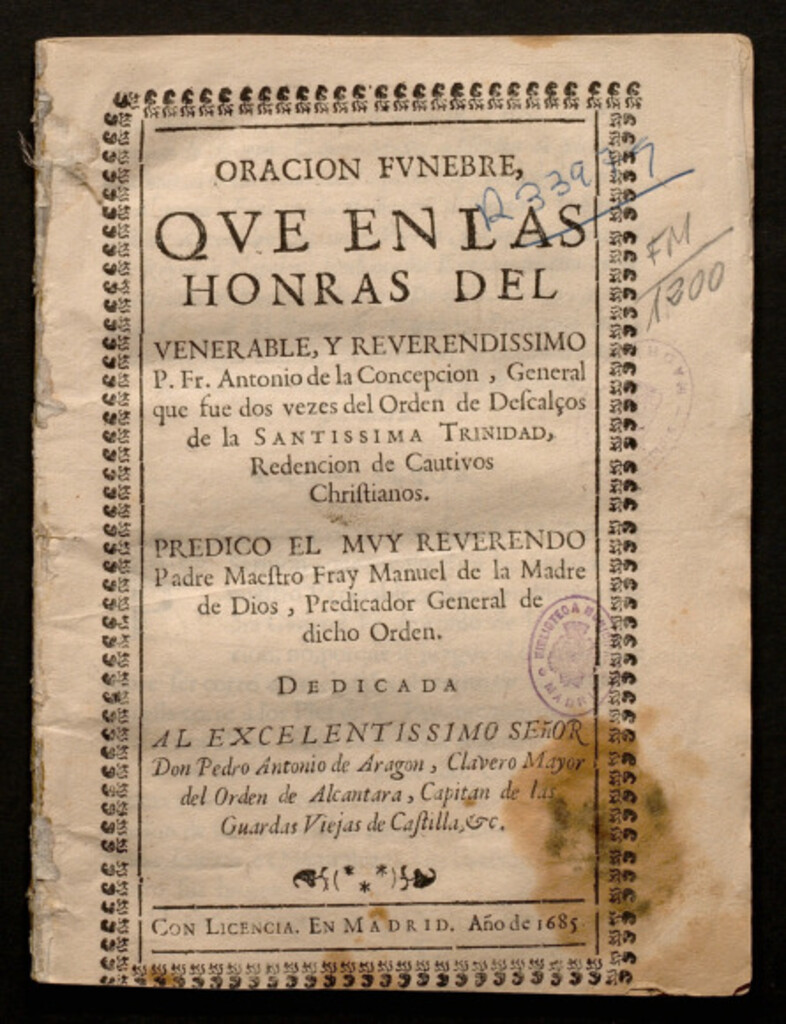 ORACION FVNEBRE,
QVE EN LAS
HONRAS DEL
VENERABLE, Y REVERENDISSIMO
P. Fr. Antonio de la Concepcion, General
que fue dos vezes del Orden de Deſcalços
de la SANTISSIMA TRINIDAD,
Redencion de Cautivos
Chriſtianos.
PREDICO EL MVY REVERENDO
Padre Maeſtro Fray Manuel de la Madre
de Dios, Predicador General de
dicho Orden.
DEDICADA
AL EXCELENTISSIMO SEñOR
Don Pedro Antonio de Aragon, Clavero Mayor
del Orden de Alcantara, Capitan de las
Guardas Viejas de Caſtilla, &c.
CON LICENCIA. EN MADRID. Año de 1685
FM
1200
BIBLIOTECA